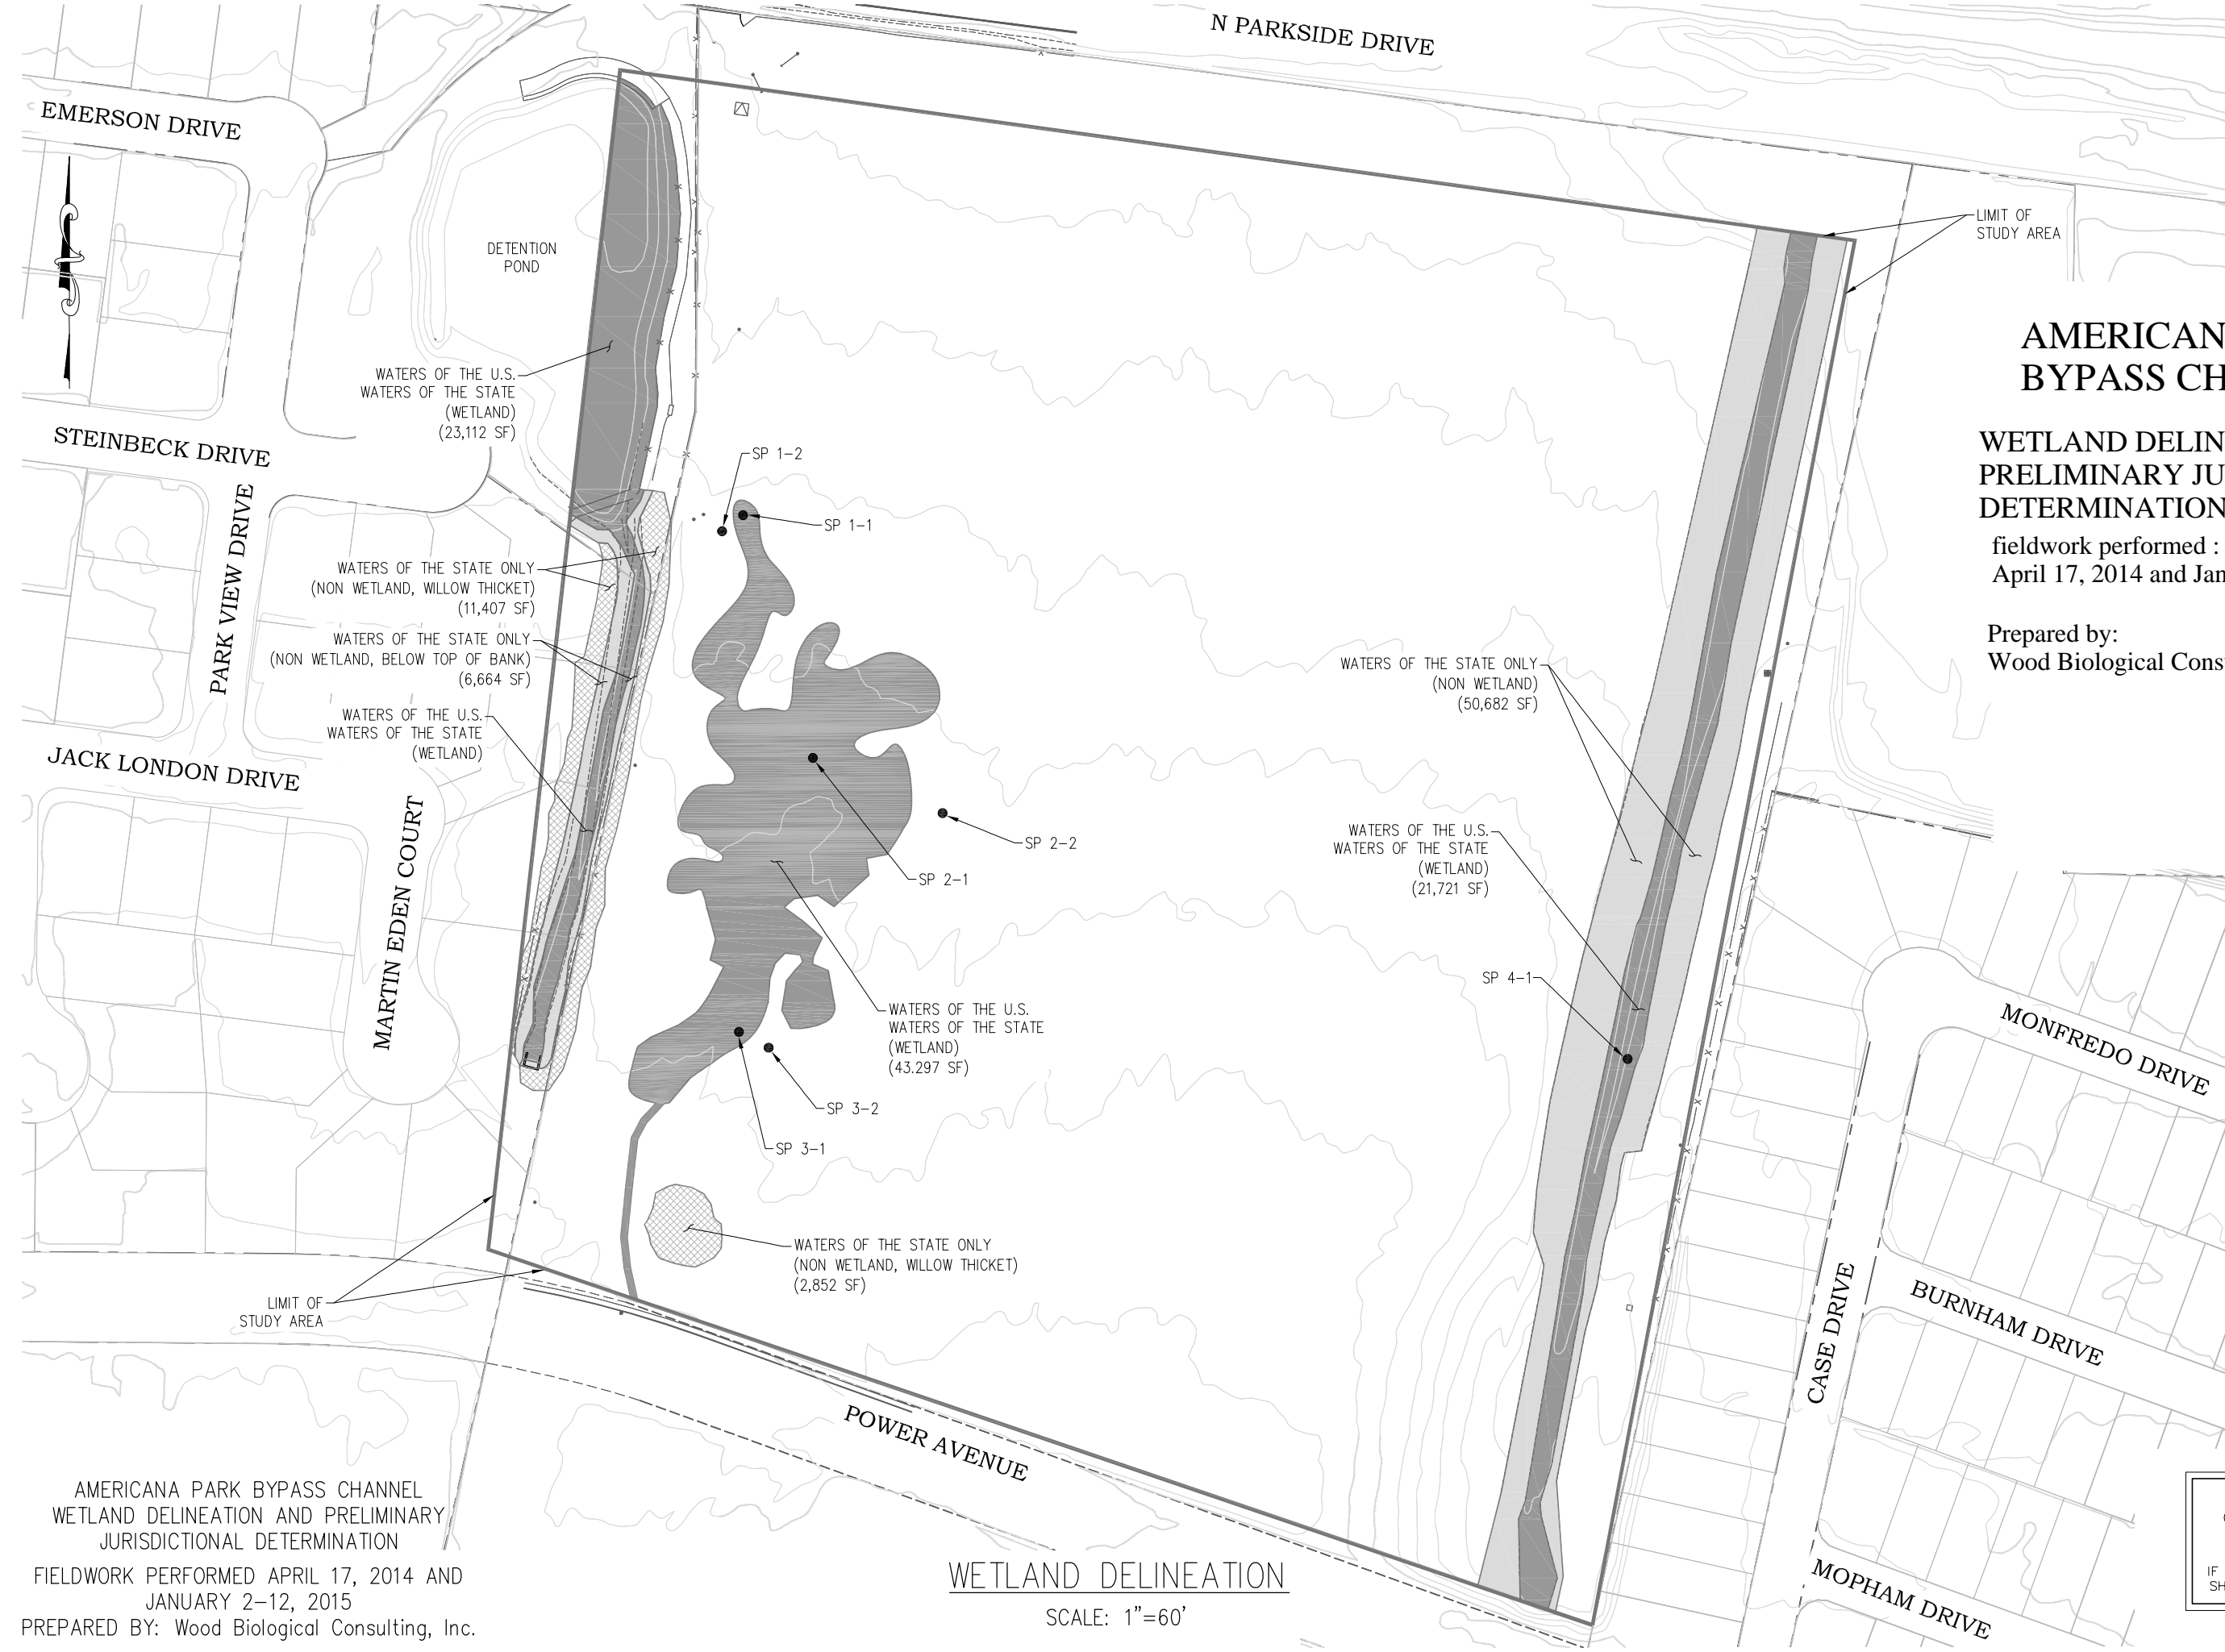 N PARKSIDE DRIVE
EMERSON DRIVE
DETENTION
POND
LIMIT OF
STUDY AREA
AMERICAN
BYPASS CH
WATERS OF THE U.S.
WATERS OF THE STATE
(WETLAND)
(23,112 SF)
STEINBECK DRIVE
WETLAND DELIN
PRELIMINARY JU
DETERMINATION
fieldwork performed :
April 17, 2014 and Jan
Prepared by:
Wood Biological Cons
SP 1-2
SP 1-1
PARK VIEW DRIVE
WATERS OF THE STATE ONLY
(NON WETLAND, WILLOW THICKET)
(11,407 SF)
WATERS OF THE STATE ONLY
(NON WETLAND, BELOW TOP OF BANK)
(6,664 SF)
WATERS OF THE U.S.
WATERS OF THE STATE
(WETLAND)
WATERS OF THE STATE ONLY
(NON WETLAND)
(50,682 SF)
JACK LONDON DRIVE
MARTIN EDEN COURT
SP 2-2
SP 2-1
WATERS OF THE U.S.
WATERS OF THE STATE
(WETLAND)
(21,721 SF)
SP 4-1
WATERS OF THE U.S.
WATERS OF THE STATE
(WETLAND)
(43.297 SF)
MONFREDO DRIVE
SP 3-2
SP 3-1
WATERS OF THE STATE ONLY
(NON WETLAND, WILLOW THICKET)
(2,852 SF)
LIMIT OF
STUDY AREA
CASE DRIVE
BURNHAM DRIVE
POWER AVENUE
MOPHAM DRIVE
AMERICANA PARK BYPASS CHANNEL
WETLAND DELINEATION AND PRELIMINARY
JURISDICTIONAL DETERMINATION
FIELDWORK PERFORMED APRIL 17, 2014 AND
JANUARY 2-12, 2015
PREPARED BY: Wood Biological Consulting, Inc.
WETLAND DELINEATION
SCALE: 1"=60'
IF
SH